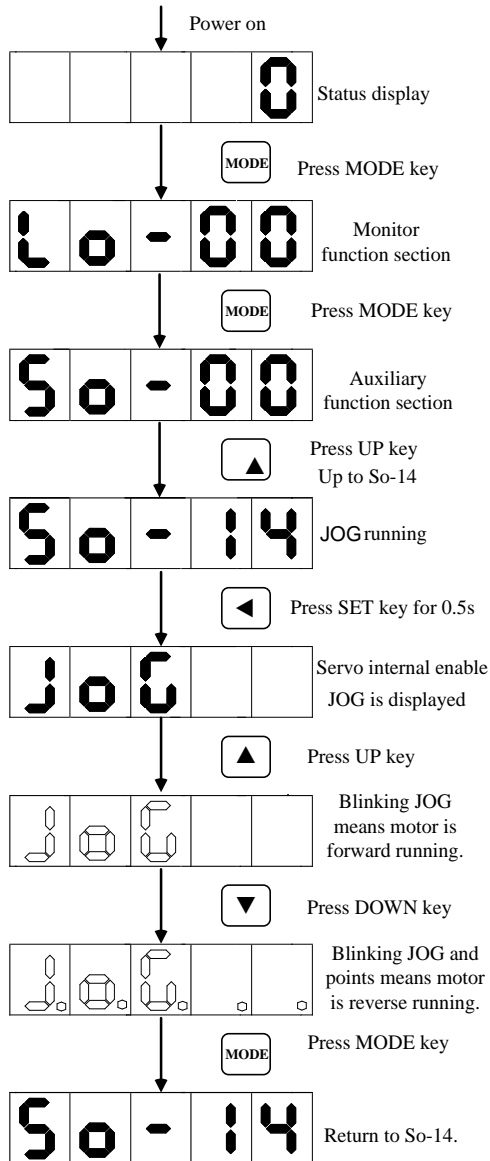 Power on
0
Status display
MODE
Press MODE key
Lo-00
Monitor
function section
MODE
Press MODE key
So-00
Auxiliary
function section
Press UP key
Up to So-14
So-14
JOG running
Press SET key for 0.5s
JoG
Servo internal enable
JOG is displayed
Press UP key
JoG
Blinking JOG
means motor is
forward running.
Press DOWN key
J.o.G. . .
Blinking JOG and
points means motor
is reverse running.
MODE
Press MODE key
So-14
Return to So-14.